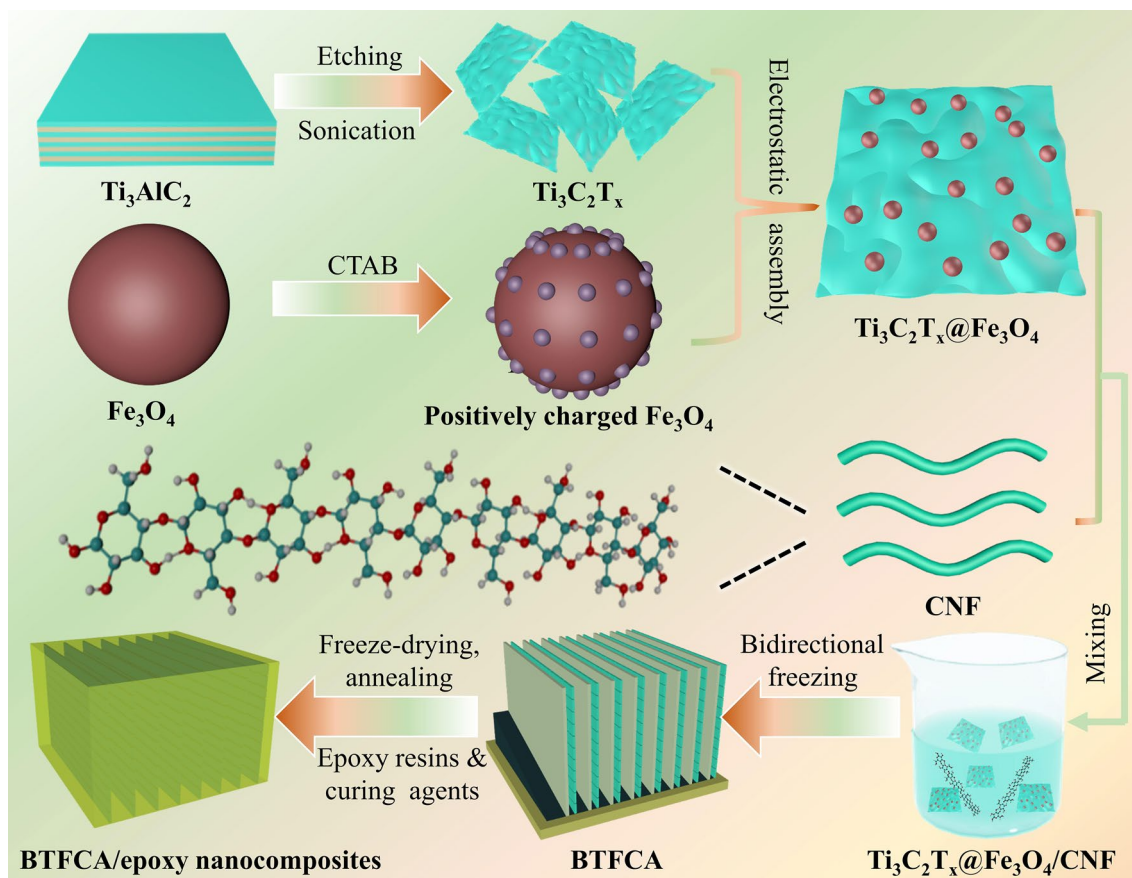 Etching
Sonication
Ti₃AlC₂
Ti₃C₂Tₓ
Electrostatic assembly
CTAB
Fe₃O₄
Positively charged Fe₃O₄
Ti₃C₂Tₓ@Fe₃O₄
CNF
Mixing
Freeze-drying,
annealing
Epoxy resins &
curing agents
Bidirectional
freezing
BTFCA/epoxy nanocomposites
BTFCA
Ti₃C₂Tₓ@Fe₃O₄/CNF